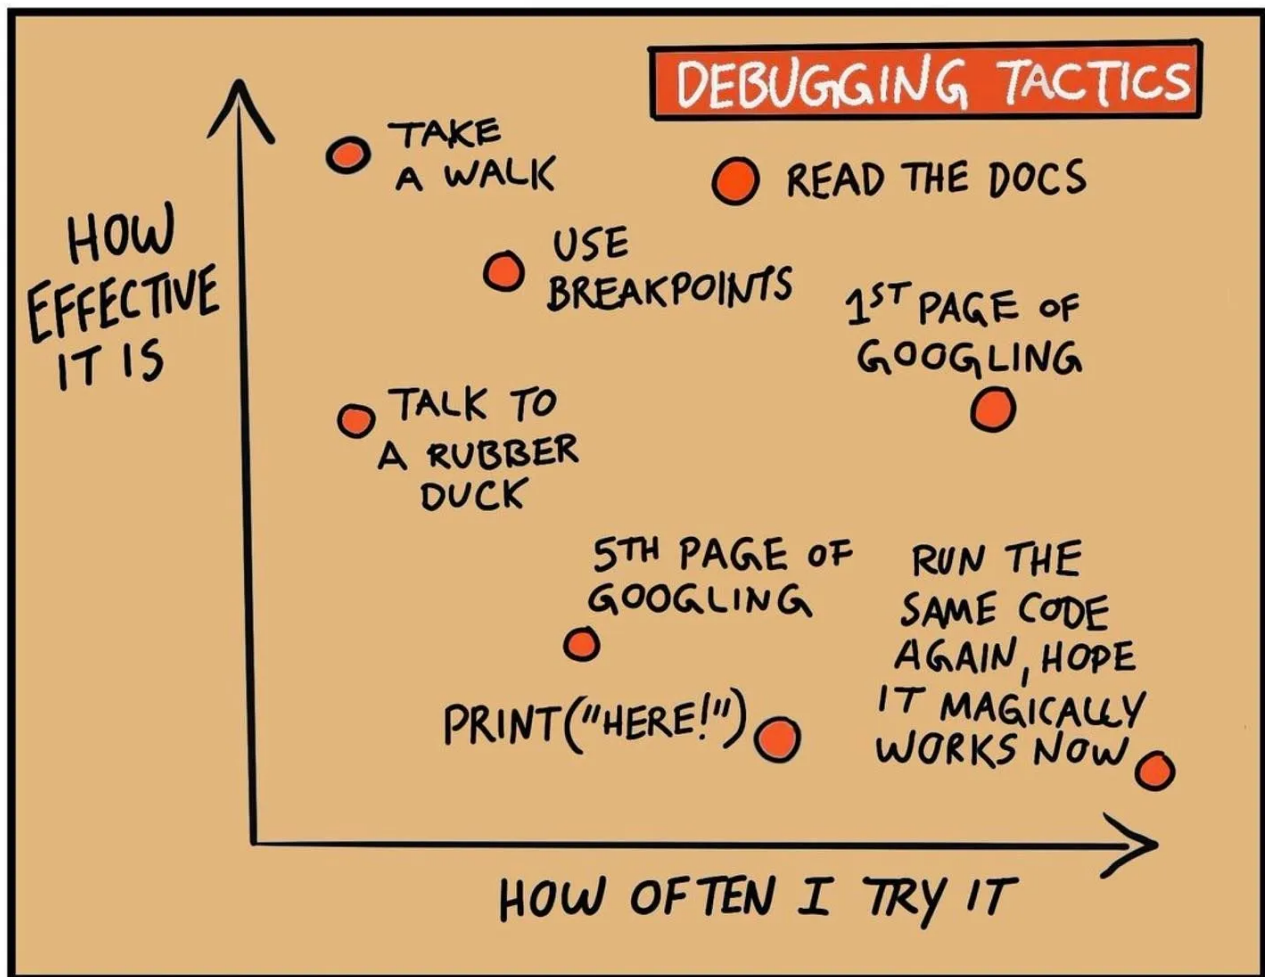 DEBUGGING TACTICS
TAKE
A WALK
READ THE DOCS
HOW
EFFECTIVE
IT IS
USE
BREAKPOINTS
1ST PAGE OF
GOOGLING
TALK TO
A RUBBER
DUCK
5TH PAGE OF
GOOGLING
RUN THE
SAME CODE
AGAIN, HOPE
IT MAGICALLY
WORKS NOW
PRINT("HERE!")
HOW OFTEN I TRY IT